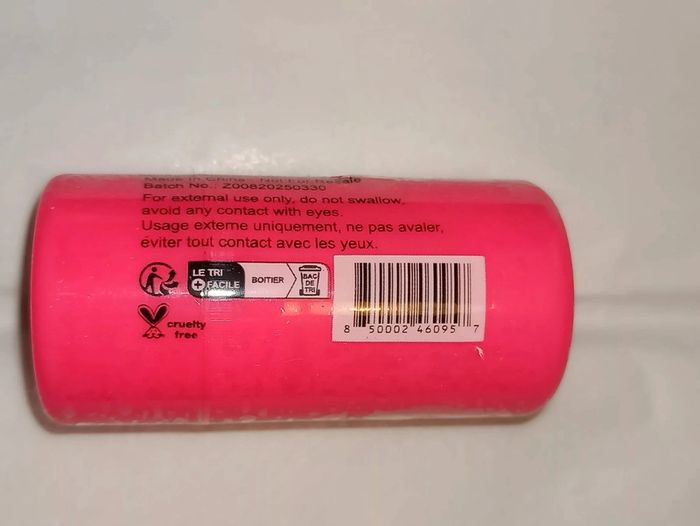 Made in China - Not For Resale
Batch No.: Z00820250330
For external use only, do not swallow,
avoid any contact with eyes.
Usage externe uniquement, ne pas avaler,
éviter tout contact avec les yeux.
LE TRI
+ FACILE
BOITIER
BAC
DE
TRI
cruelty
free
8 50002 46095 7